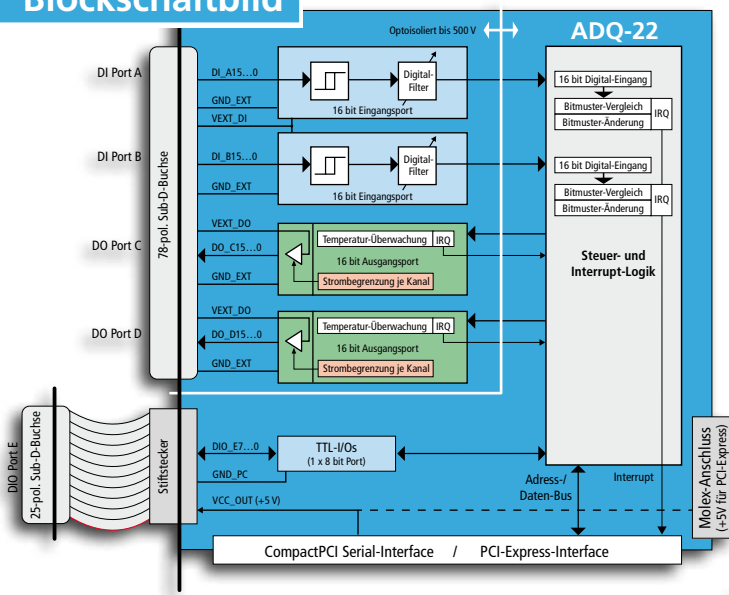 Blockschaltbild
Optoisoliert bis 500 V
ADQ-22
DI Port A
DI_A15...0
GND_EXT
VEXT_DI
Digital-
Filter
16 bit Eingangsport
16 bit Digital-Eingang
Bitmuster-Vergleich
Bitmuster-Änderung
IRQ
DI Port B
DI_B15...0
GND_EXT
Digital-
Filter
16 bit Eingangsport
16 bit Digital-Eingang
Bitmuster-Vergleich
Bitmuster-Änderung
IRQ
78-pol. Sub-D-Buchse
DO Port C
VEXT_DO
DO_C15...0
GND_EXT
Temperatur-Überwachung
IRQ
16 bit Ausgangsport
Strombegrenzung je Kanal
Steuer- und
Interrupt-Logik
DO Port D
VEXT_DO
DO_D15...0
GND_EXT
Temperatur-Überwachung
IRQ
16 bit Ausgangsport
Strombegrenzung je Kanal
DIO Port E
25-pol. Sub-D-Buchse
Stiftstecker
DIO_E7...0
GND_PC
VCC_OUT (+5 V)
TTL-I/Os
(1 x 8 bit Port)
Adress-/
Daten-Bus
Interrupt
Molex-Anschluss
(+5V für PCI-Express)
CompactPCI Serial-Interface / PCI-Express-Interface